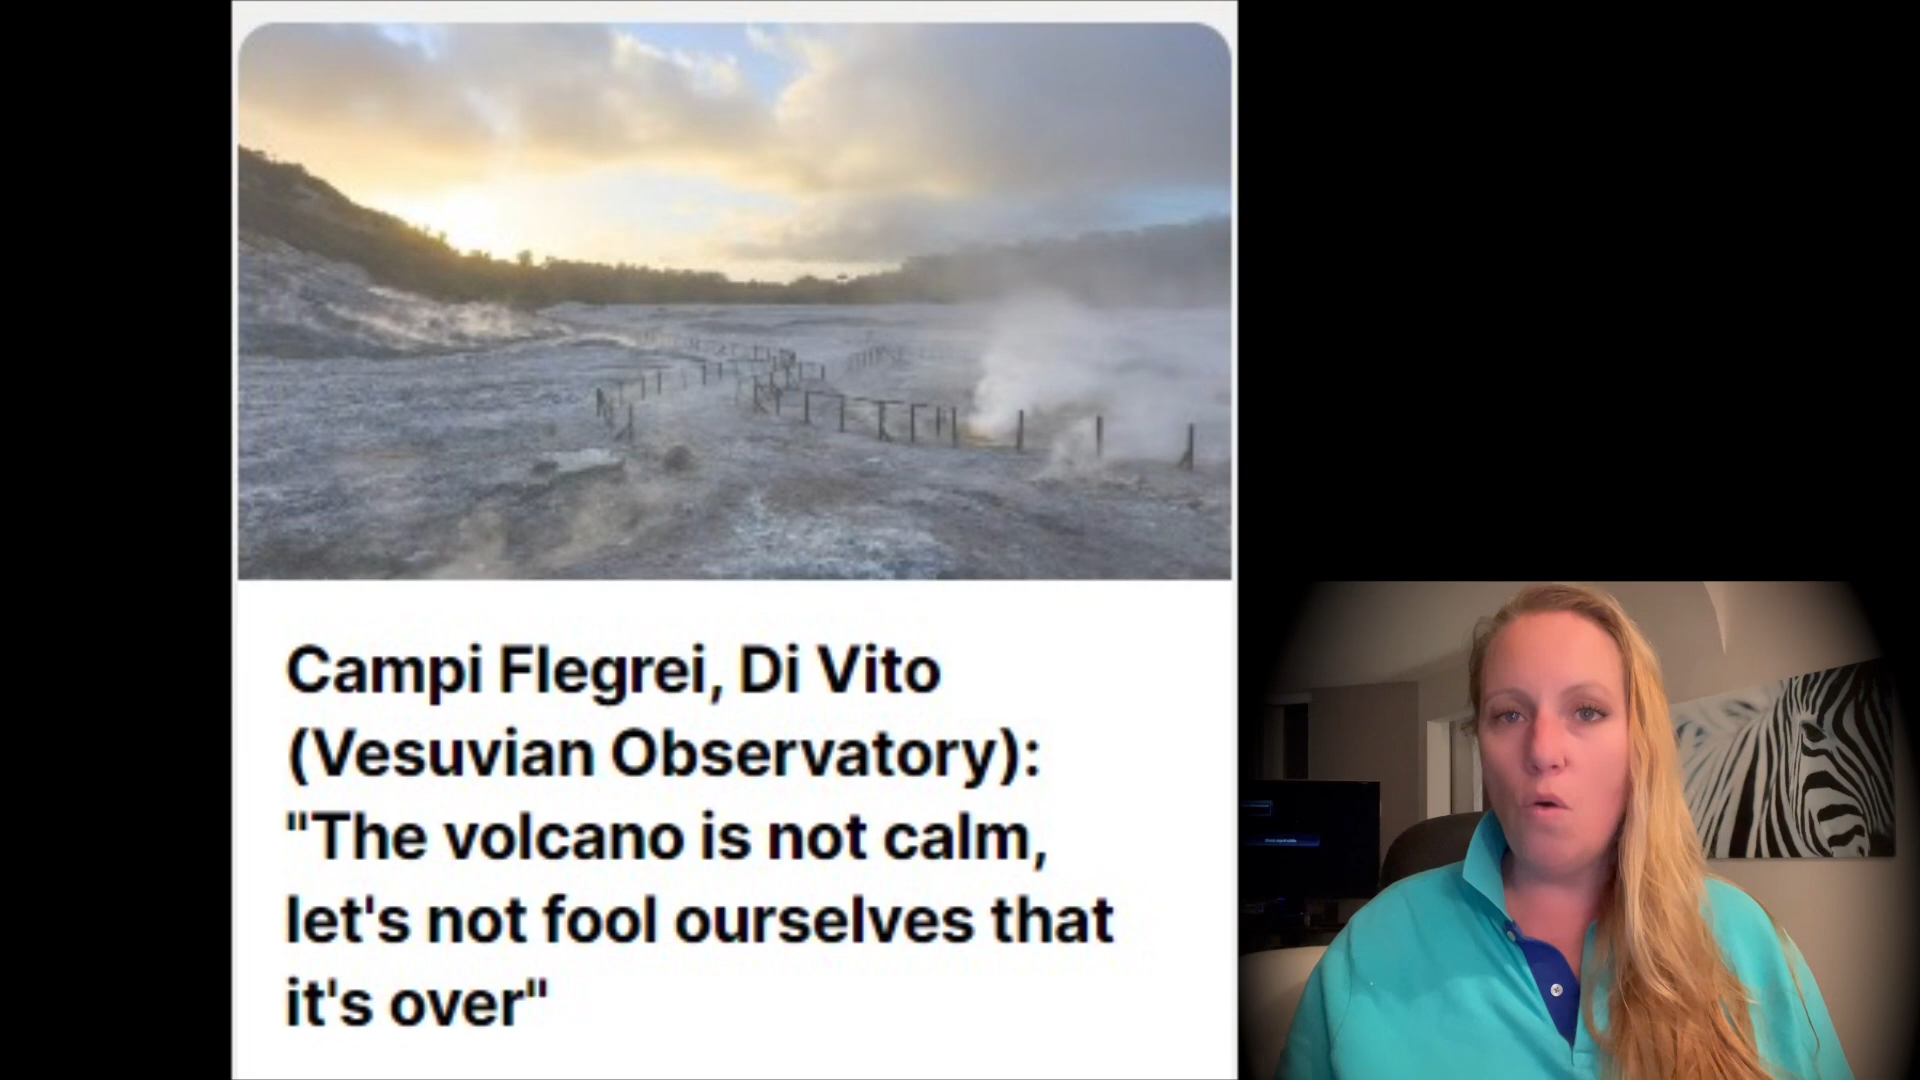 Campi Flegrei, Di Vito
(Vesuvian Observatory):
"The volcano is not calm,
let's not fool ourselves that
it's over"